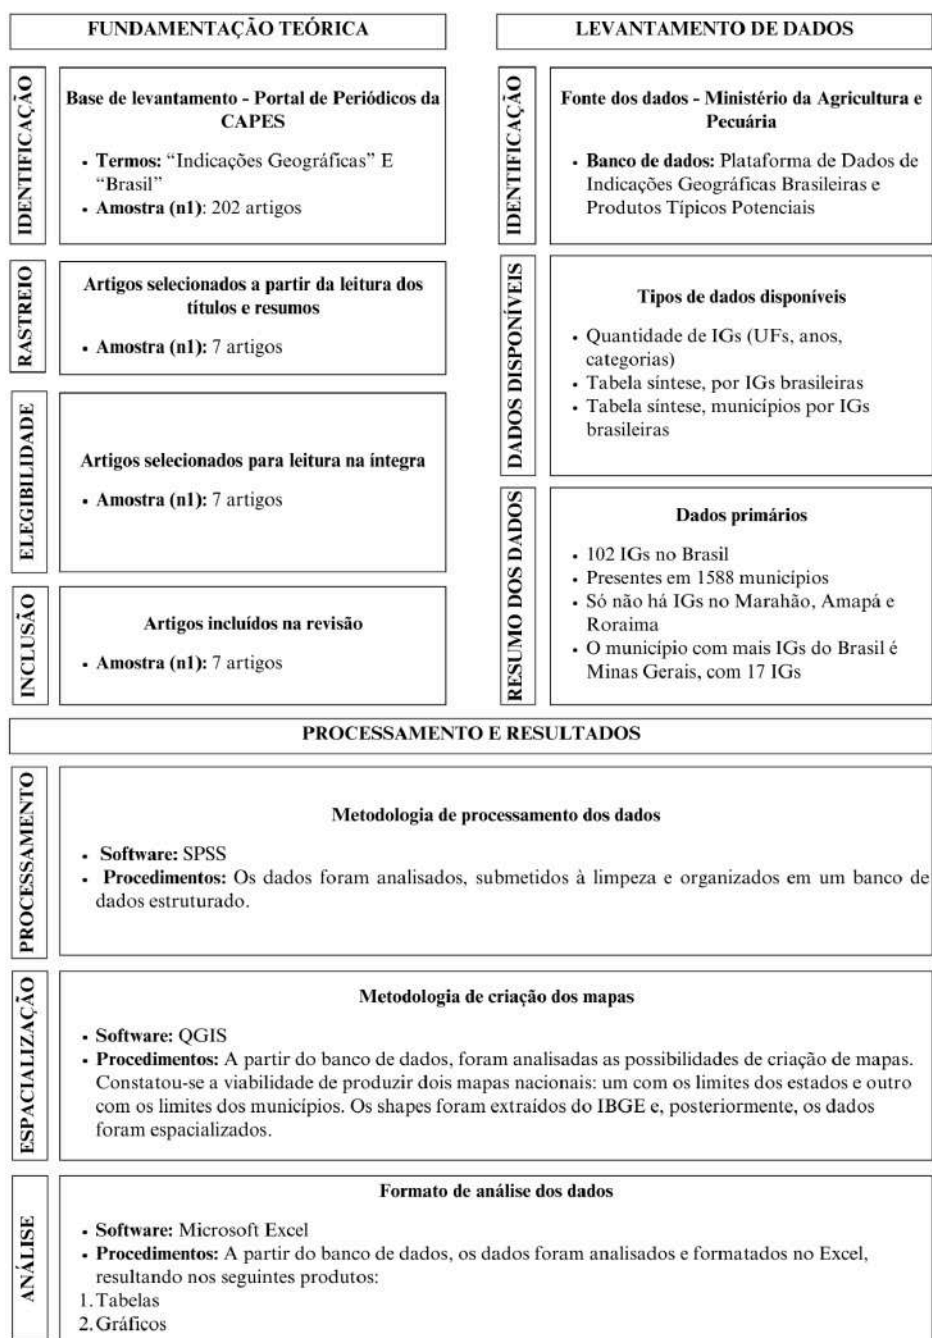 FUNDAMENTAÇÃO TEÓRICA
IDENTIFICAÇÃO
Base de levantamento - Portal de Periódicos da
CAPES
• Termos: “Indicações Geográficas” E
“Brasil”
• Amostra (n1): 202 artigos
RASTREIO
Artigos selecionados a partir da leitura dos
títulos e resumos
• Amostra (n1): 7 artigos
ELEGIBILIDADE
Artigos selecionados para leitura na íntegra
• Amostra (n1): 7 artigos
INCLUSÃO
Artigos incluídos na revisão
• Amostra (n1): 7 artigos
LEVANTAMENTO DE DADOS
IDENTIFICAÇÃO
Fonte dos dados - Ministério da Agricultura e
Pecuária
• Banco de dados: Plataforma de Dados de
Indicações Geográficas Brasileiras e
Produtos Típicos Potenciais
DADOS DISPONÍVEIS
Tipos de dados disponíveis
• Quantidade de IGs (UFs, anos,
categorias)
• Tabela síntese, por IGs brasileiras
• Tabela síntese, municípios por IGs
brasileiras
RESUMO DOS DADOS
Dados primários
• 102 IGs no Brasil
• Presentes em 1588 municípios
• Só não há IGs no Marahão, Amapá e
Roraima
• O município com mais IGs do Brasil é
Minas Gerais, com 17 IGs
PROCESSAMENTO E RESULTADOS
PROCESSAMENTO
Metodologia de processamento dos dados
• Software: SPSS
• Procedimentos: Os dados foram analisados, submetidos à limpeza e organizados em um banco de
dados estruturado.
ESPACIALIZAÇÃO
Metodologia de criação dos mapas
• Software: QGIS
• Procedimentos: A partir do banco de dados, foram analisadas as possibilidades de criação de mapas.
Constatou-se a viabilidade de produzir dois mapas nacionais: um com os limites dos estados e outro
com os limites dos municípios. Os shapes foram extraídos do IBGE e, posteriormente, os dados
foram espacializados.
ANÁLISE
Formato de análise dos dados
• Software: Microsoft Excel
• Procedimentos: A partir do banco de dados, os dados foram analisados e formatados no Excel,
resultando nos seguintes produtos:
1. Tabelas
2. Gráficos